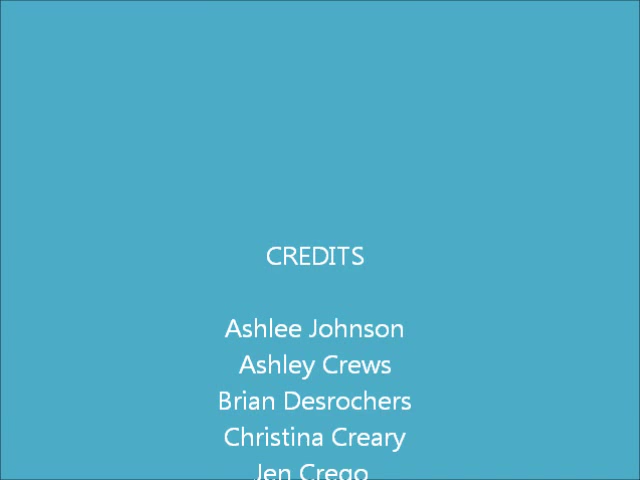 CREDITS
Ashlee Johnson
Ashley Crews
Brian Desrochers
Christina Creary
Jen Crego